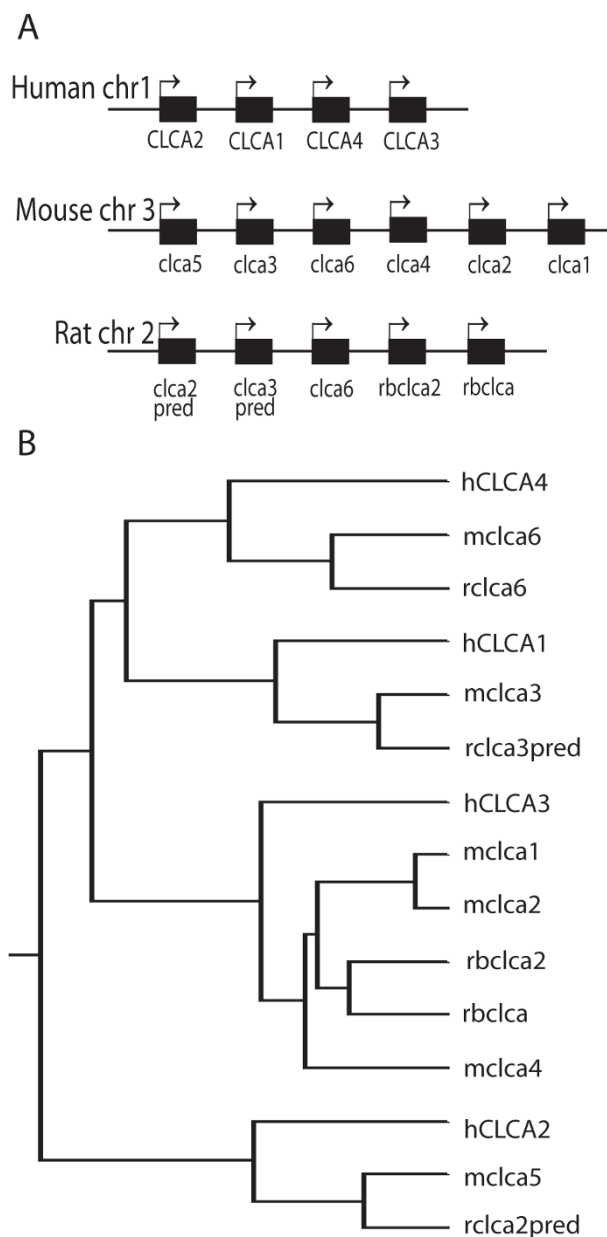 A
Human chr1
CLCA2 CLCA1 CLCA4 CLCA3
Mouse chr 3
clca5 clca3 clca6 clca4 clca2 clca1
Rat chr 2
clca2 clca3 clca6 rbclca2 rbclca
pred pred
B
hCLCA4
mclca6
rclca6
hCLCA1
mclca3
rclca3pred
hCLCA3
mclca1
mclca2
rbclca2
rbclca
mclca4
hCLCA2
mclca5
rclca2pred